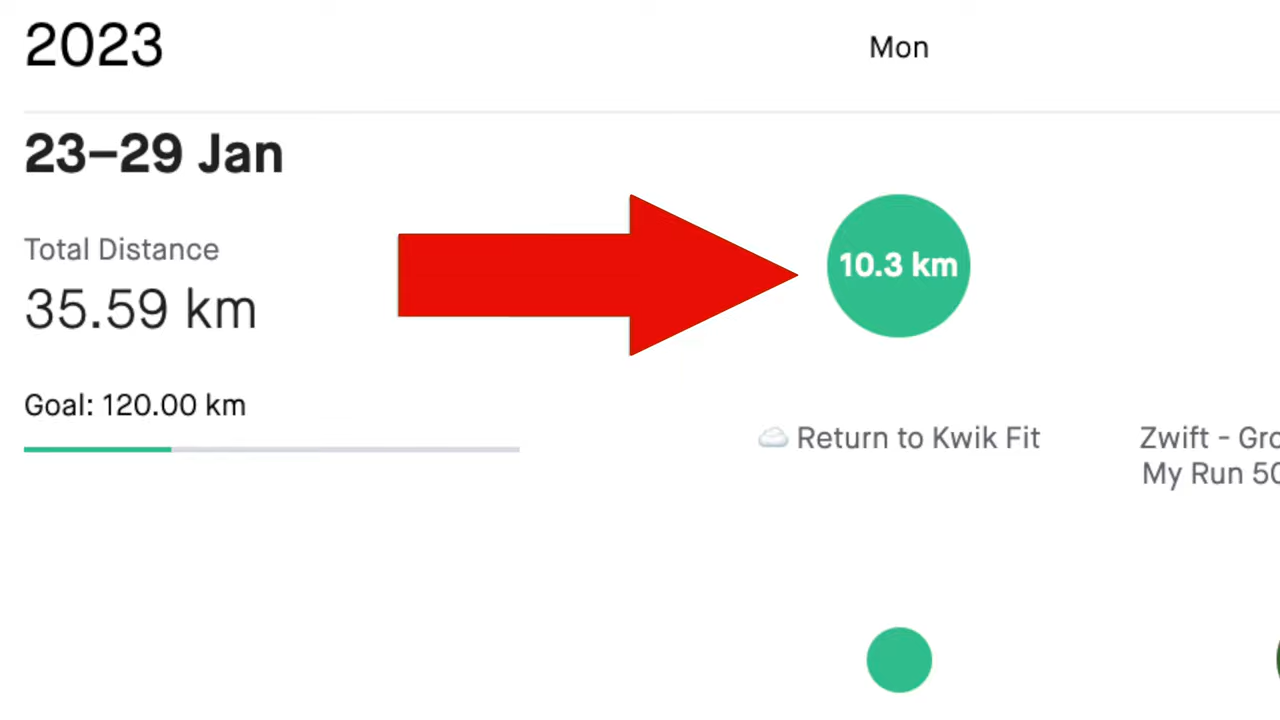 2023
Mon
23–29 Jan
Total Distance
35.59 km
10.3 km
Goal: 120.00 km
Return to Kwik Fit
Zwift - Gro
My Run 50